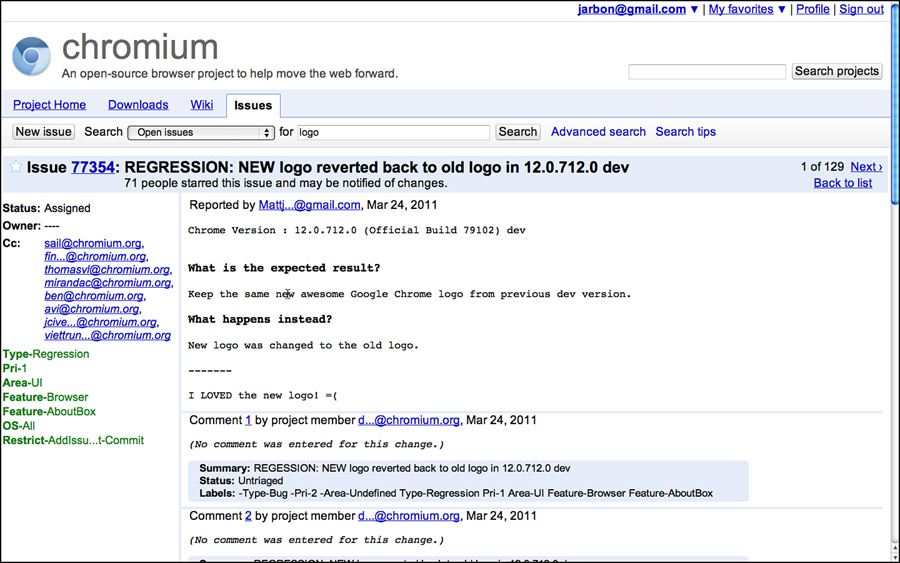 jarbon@gmail.com ▼ | My favorites ▼ | Profile | Sign out
chromium
An open-source browser project to help move the web forward.
Search projects
Project Home Downloads Wiki Issues
New issue Search Open issues for logo Search Advanced search Search tips
Issue 77354: REGRESSION: NEW logo reverted back to old logo in 12.0.712.0 dev
1 of 129 Next ›
71 people starred this issue and may be notified of changes.
Back to list
Status: Assigned
Owner: ----
Cc: sail@chromium.org,
fin...@chromium.org,
thomasvl@chromium.org,
mirandac@chromium.org,
ben@chromium.org,
avi@chromium.org,
jcive...@chromium.org,
viettrun...@chromium.org
Type-Regression
Pri-1
Area-UI
Feature-Browser
Feature-AboutBox
OS-All
Restrict-AddIssu...t-Commit
Reported by Mattj...@gmail.com, Mar 24, 2011
Chrome Version : 12.0.712.0 (Official Build 79102) dev
What is the expected result?
Keep the same new awesome Google Chrome logo from previous dev version.
What happens instead?
New logo was changed to the old logo.
-------
I LOVED the new logo! =(
Comment 1 by project member d...@chromium.org, Mar 24, 2011
(No comment was entered for this change.)
Summary: REGESSION: NEW logo reverted back to old logo in 12.0.712.0 dev
Status: Untriaged
Labels: -Type-Bug -Pri-2 -Area-Undefined Type-Regression Pri-1 Area-UI Feature-Browser Feature-AboutBox
Comment 2 by project member d...@chromium.org, Mar 24, 2011
(No comment was entered for this change.)